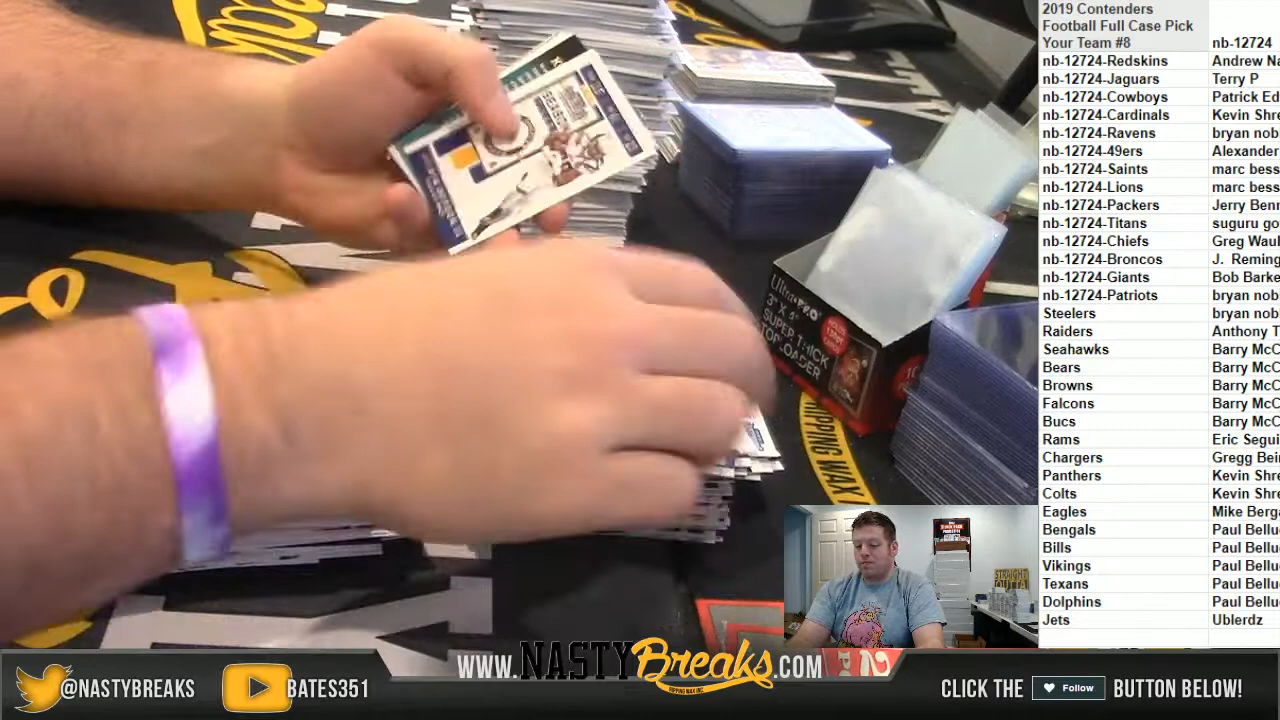 2019 Contenders
Football Full Case Pick
Your Team #8 nb-12724
nb-12724-Redskins Andrew Na
nb-12724-Jaguars Terry P
nb-12724-Cowboys Patrick Ed
nb-12724-Cardinals Kevin Shre
nb-12724-Ravens bryan nob
nb-12724-49ers Alexander
nb-12724-Saints marc bess
nb-12724-Lions marc bess
nb-12724-Packers Jerry Benn
nb-12724-Titans suguru go
nb-12724-Chiefs Greg Waul
nb-12724-Broncos J. Reming
nb-12724-Giants Bob Barke
nb-12724-Patriots bryan nob
Steelers bryan nob
Raiders Anthony T
Seahawks Barry McC
Bears Barry McC
Browns Barry McC
Falcons Barry McC
Bucs Barry McC
Rams Eric Segui
Chargers Gregg Bei
Panthers Kevin Shre
Colts Kevin Shre
Eagles Mike Berga
Bengals Paul Bellu
Bills Paul Bellu
Vikings Paul Bellu
Texans Paul Bellu
Dolphins Paul Bellu
Jets Ublerdz
Ultra·PRO
3" X 4"
SUPER THICK
TOPLOADER
RIPPING WAX
STRAIGHT
OUTTA
@NASTYBREAKS
BATES351
WWW.NASTYBreaks.COM
RIPPING WAX INC.
CLICK THE Follow BUTTON BELOW!